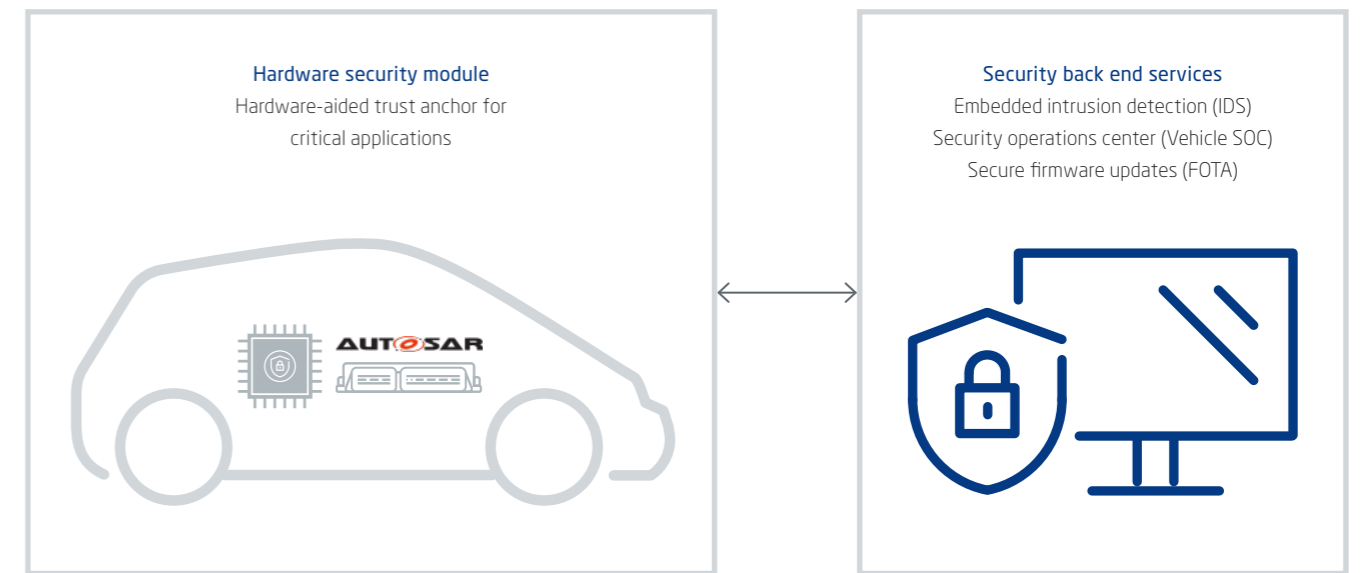 Hardware security module
Hardware-aided trust anchor for
critical applications
AUTOSAR
Security back end services
Embedded intrusion detection (IDS)
Security operations center (Vehicle SOC)
Secure firmware updates (FOTA)